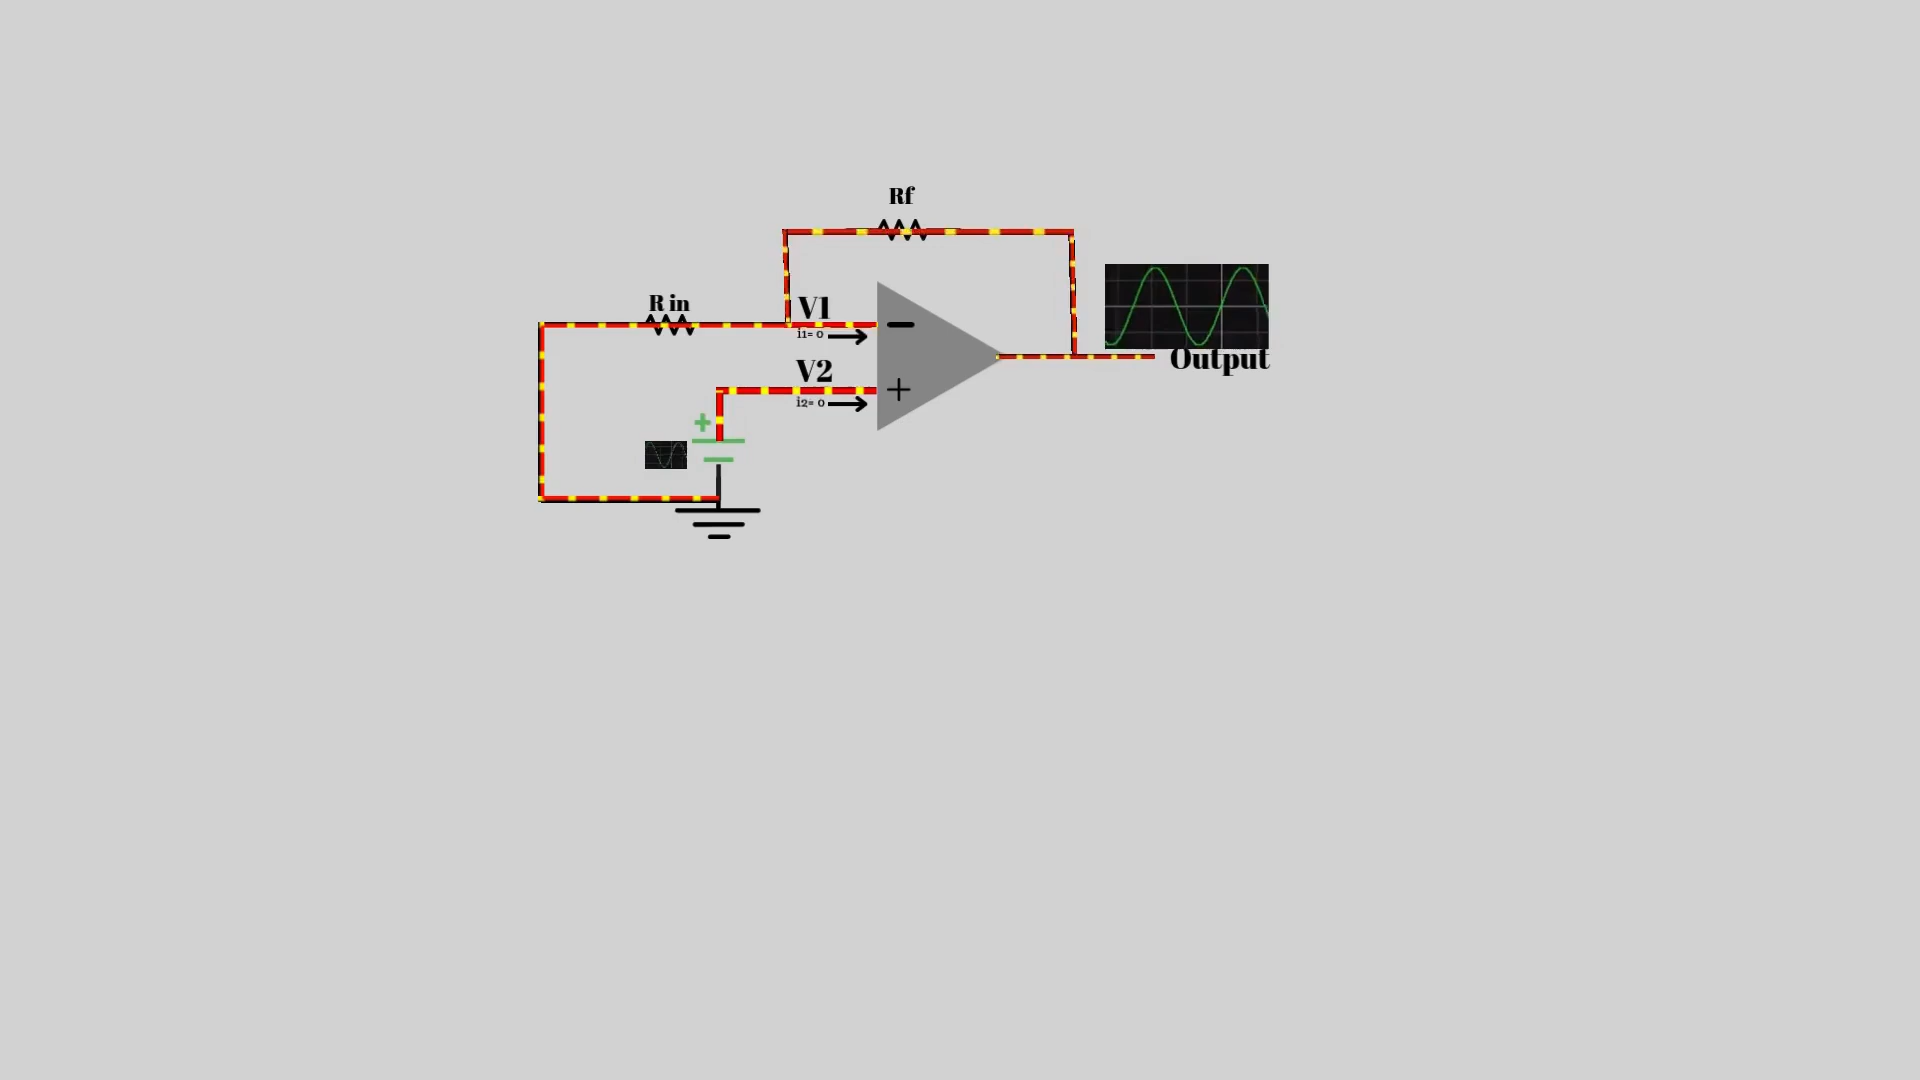 Rf
R in
V1
i1= 0
V2
i2= 0
Output